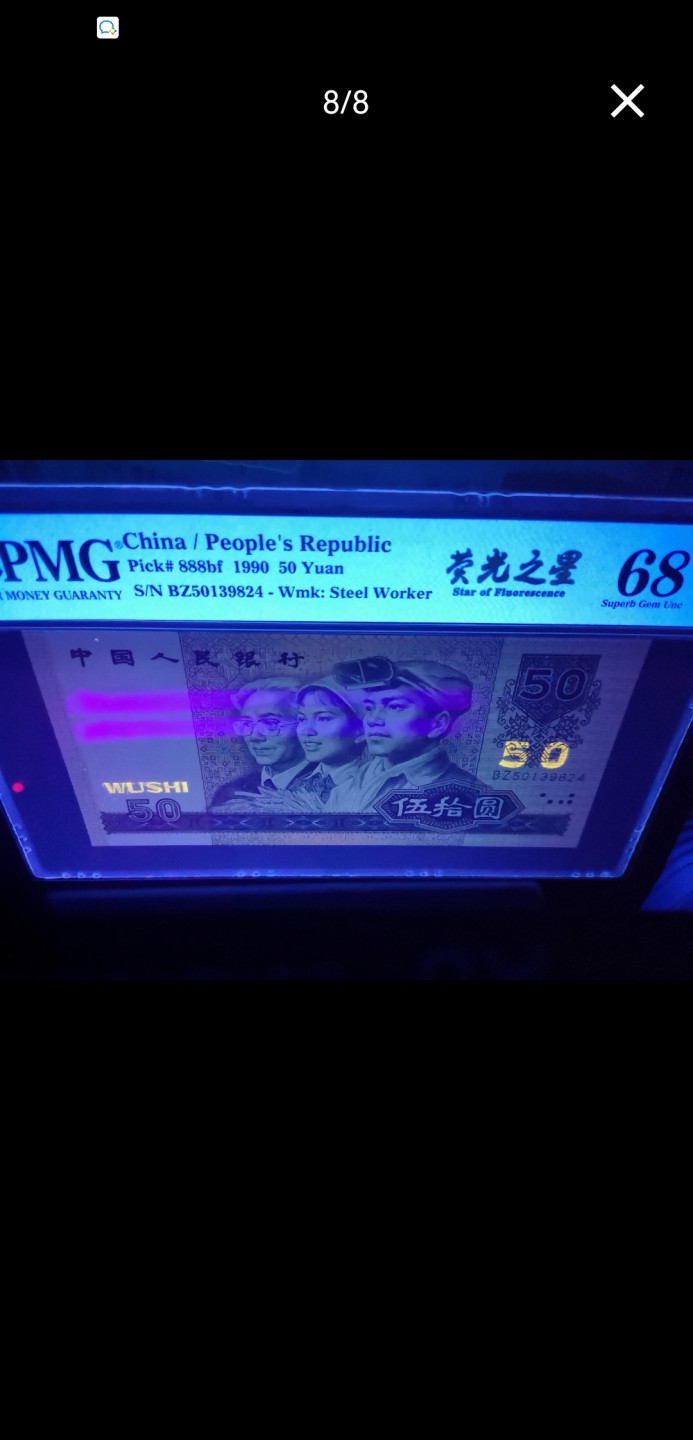 8/8
PMG
China / People's Republic
Pick# 888bf 1990 50 Yuan
MONEY GUARANTY
S/N BZ50139824 - Wmk: Steel Worker
荧光之星
Star of Fluorescence
68
Superb Gem Unc
中国人民银行
50
50
BZ50139824
WUSHI
50
伍拾圆